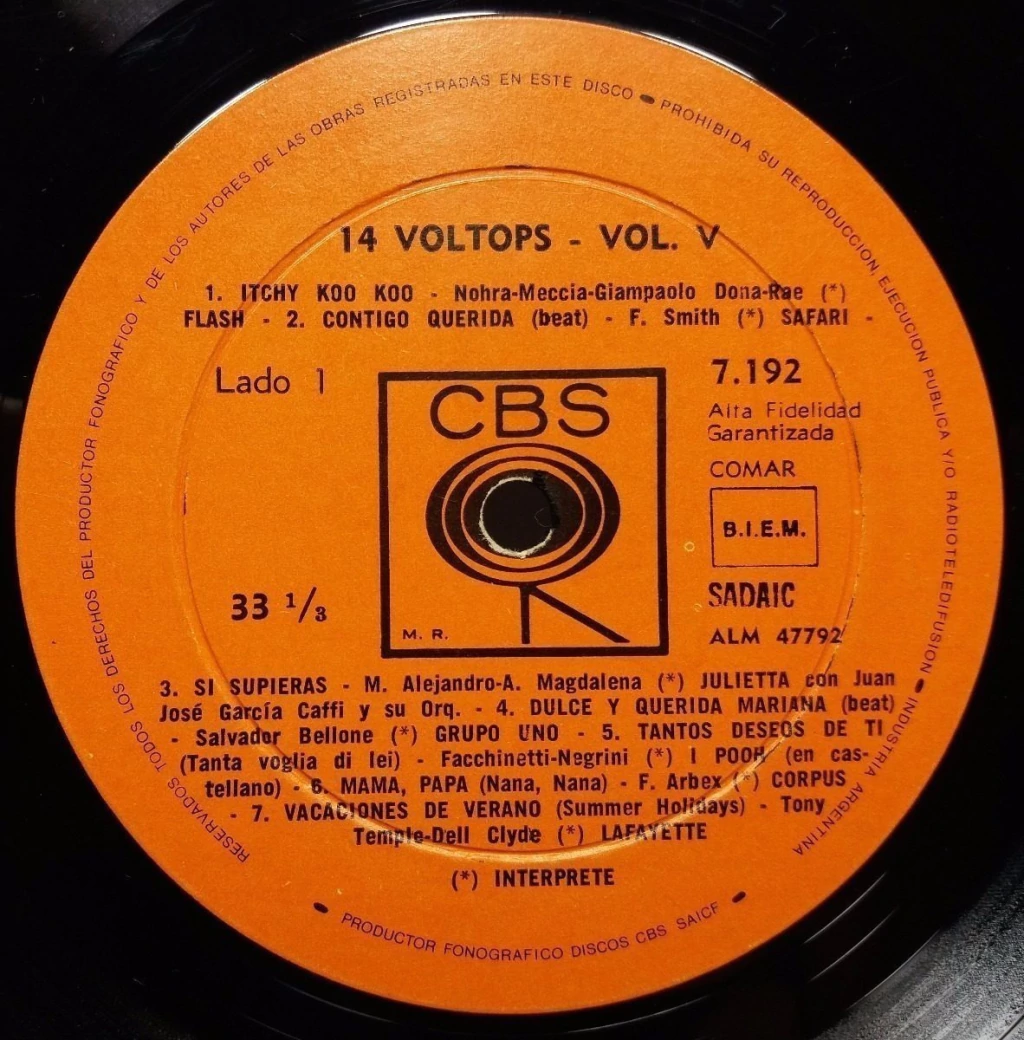 RESERVADOS TODOS LOS DERECHOS DEL PRODUCTOR FONOGRAFICO Y DE LOS AUTORES DE LAS OBRAS REGISTRADAS EN ESTE DISCO • PROHIBIDA SU REPRODUCCION, EJECUCION PUBLICA Y/O RADIOTELEDIFUSION • INDUSTRIA ARGENTINA
14 VOLTOPS - VOL. V
1. ITCHY KOO KOO - Nohra-Meccia-Giampaolo Dona-Rae (*)
FLASH - 2. CONTIGO QUERIDA (beat) - F. Smith (*) SAFARI -
Lado 1
CBS
M. R.
33 1/3
7.192
Alta Fidelidad
Garantizada
COMAR
B.I.E.M.
SADAIC
ALM 47792
3. SI SUPIERAS - M. Alejandro-A. Magdalena (*) JULIETTA con Juan
José García Caffi y su Orq. - 4. DULCE Y QUERIDA MARIANA (beat)
- Salvador Bellone (*) GRUPO UNO - 5. TANTOS DESEOS DE TI
(Tanta voglia di lei) - Facchinetti-Negrini (*) I POOH (en cas-
tellano) - 6. MAMA, PAPA (Nana, Nana) - F. Arbex (*) CORPUS
- 7. VACACIONES DE VERANO (Summer Holidays) - Tony
Temple-Dell Clyde (*) LAFAYETTE
(*) INTERPRETE
• PRODUCTOR FONOGRAFICO DISCOS CBS SAICF •